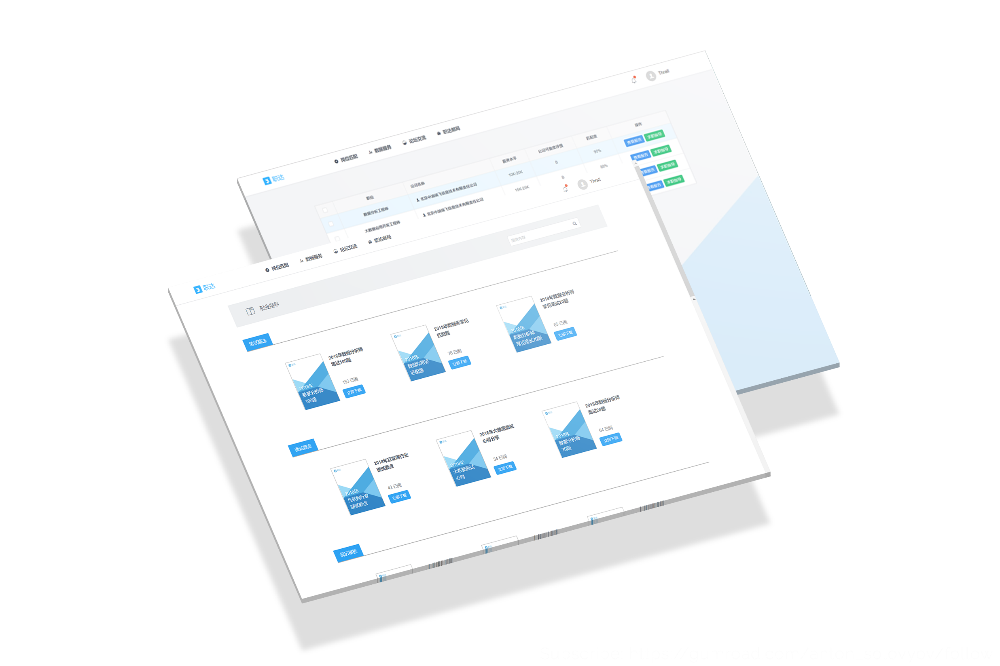 Thrall
职达
岗位匹配
数据服务
论坛交流
职达邮局
职位
公司名称
薪资水平
公司可靠度评估
匹配度
操作
数据分析工程师
北京中油瑞飞信息技术有限责任公司
10K-20K
B
90%
查看报告
求职指导
大数据应用开发工程师
北京中油瑞飞信息技术有限责任公司
15K-25K
B
88%
查看报告
求职指导
查看报告
求职指导
查看报告
求职指导
职达
岗位匹配
数据服务
论坛交流
职达邮局
Thrall
职业指导
搜索内容
笔试精选
职达
2018年
数据分析师
100题
2018年数据分析师
笔试100题
153 已阅
立即下载
职达
2018年
数据库常见
匹配题
2018年数据库常见
匹配题
76 已阅
立即下载
职达
2018年
数据分析师
常见笔试20题
2018年数据分析师
常见笔试20题
85 已阅
立即下载
面试要点
职达
2018年
互联网行业
面试要点
2018年互联网行业
面试要点
42 已阅
立即下载
职达
2018年
大数据面试
心得
2018年大数据面试
心得分享
34 已阅
立即下载
职达
2018年
数据分析师
20题
2018年数据分析师
面试20题
64 已阅
立即下载
简历模板
职达
职达
职达